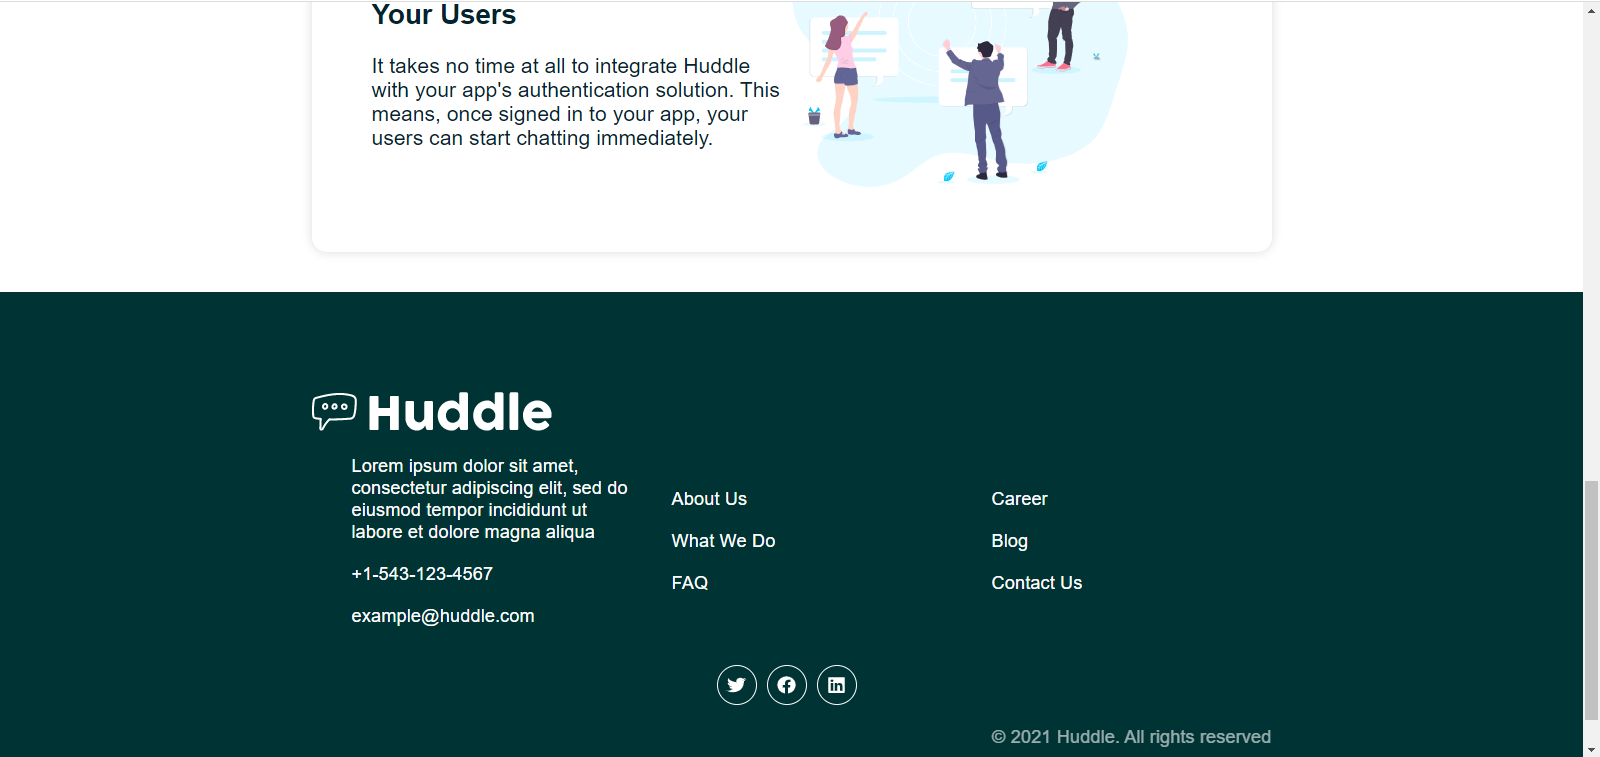 Your Users
It takes no time at all to integrate Huddle
with your app's authentication solution. This
means, once signed in to your app, your
users can start chatting immediately.
Huddle
Lorem ipsum dolor sit amet,
consectetur adipiscing elit, sed do
eiusmod tempor incididunt ut
labore et dolore magna aliqua
+1-543-123-4567
example@huddle.com
About Us
What We Do
FAQ
Career
Blog
Contact Us
© 2021 Huddle. All rights reserved